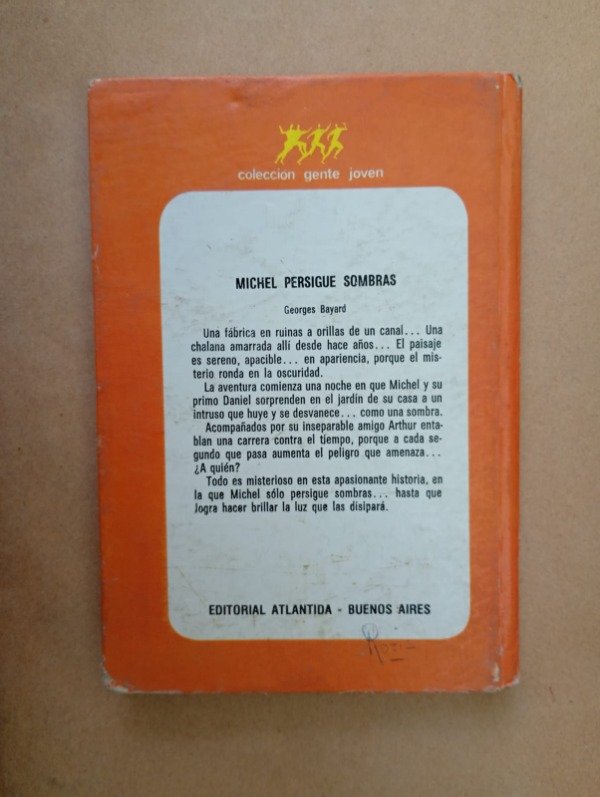 colección gente joven
MICHEL PERSIGUE SOMBRAS
Georges Bayard
Una fábrica en ruinas a orillas de un canal... Una
chalana amarrada allí desde hace años... El paisaje
es sereno, apacible... en apariencia, porque el mis-
terio ronda en la oscuridad.
La aventura comienza una noche en que Michel y su
primo Daniel sorprenden en el jardín de su casa a un
intruso que huye y se desvanece... como una sombra.
Acompañados por su inseparable amigo Arthur enta-
blan una carrera contra el tiempo, porque a cada se-
gundo que pasa aumenta el peligro que amenaza...
¿A quién?
Todo es misterioso en esta apasionante historia, en
la que Michel sólo persigue sombras... hasta que
logra hacer brillar la luz que las disipará.
EDITORIAL ATLANTIDA - BUENOS AIRES